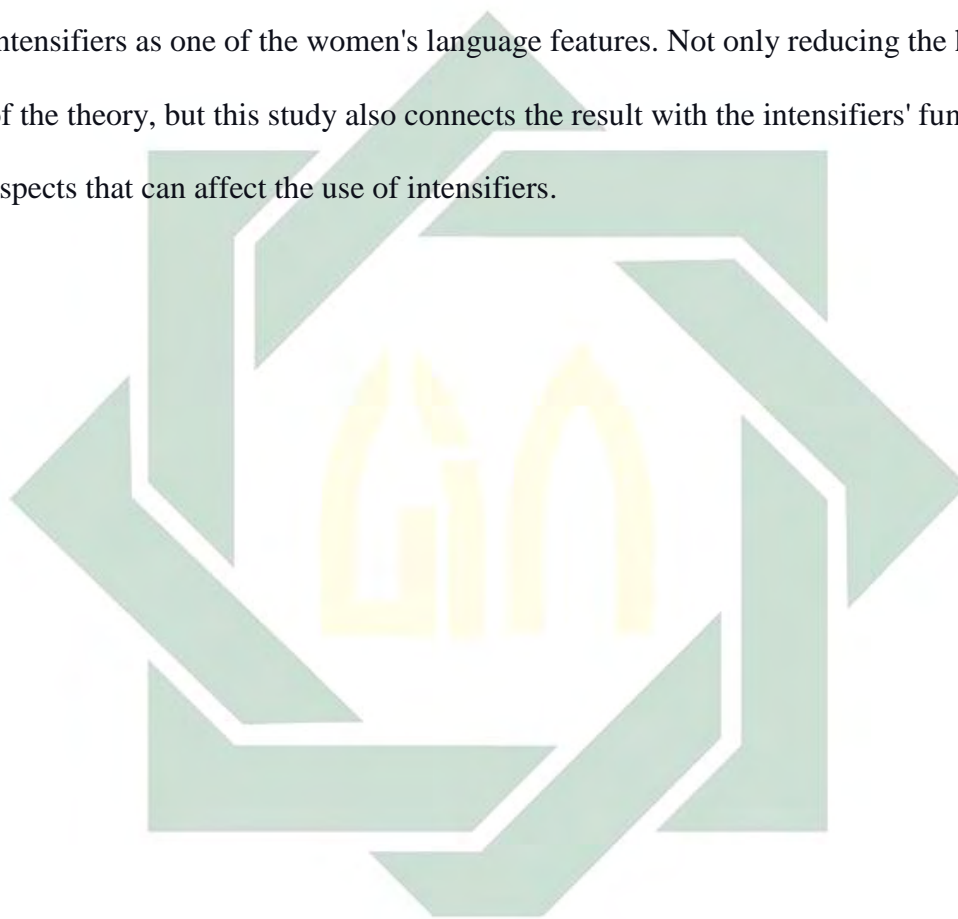 ntensifiers as one of the women's language features. Not only reducing the
f the theory, but this study also connects the result with the intensifiers' fun
spects that can affect the use of intensifiers.